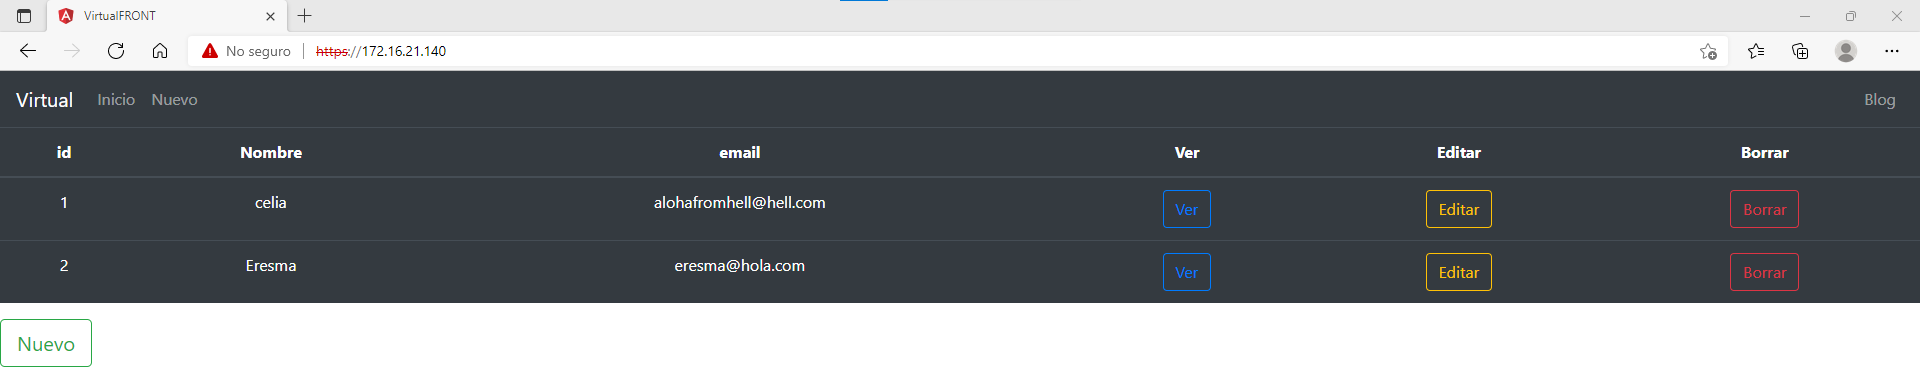 VirtualFRONT
No seguro https://172.16.21.140
Virtual Inicio Nuevo Blog
id Nombre email Ver Editar Borrar
1 celia alohafromhell@hell.com Ver Editar Borrar
2 Eresma eresma@hola.com Ver Editar Borrar
Nuevo